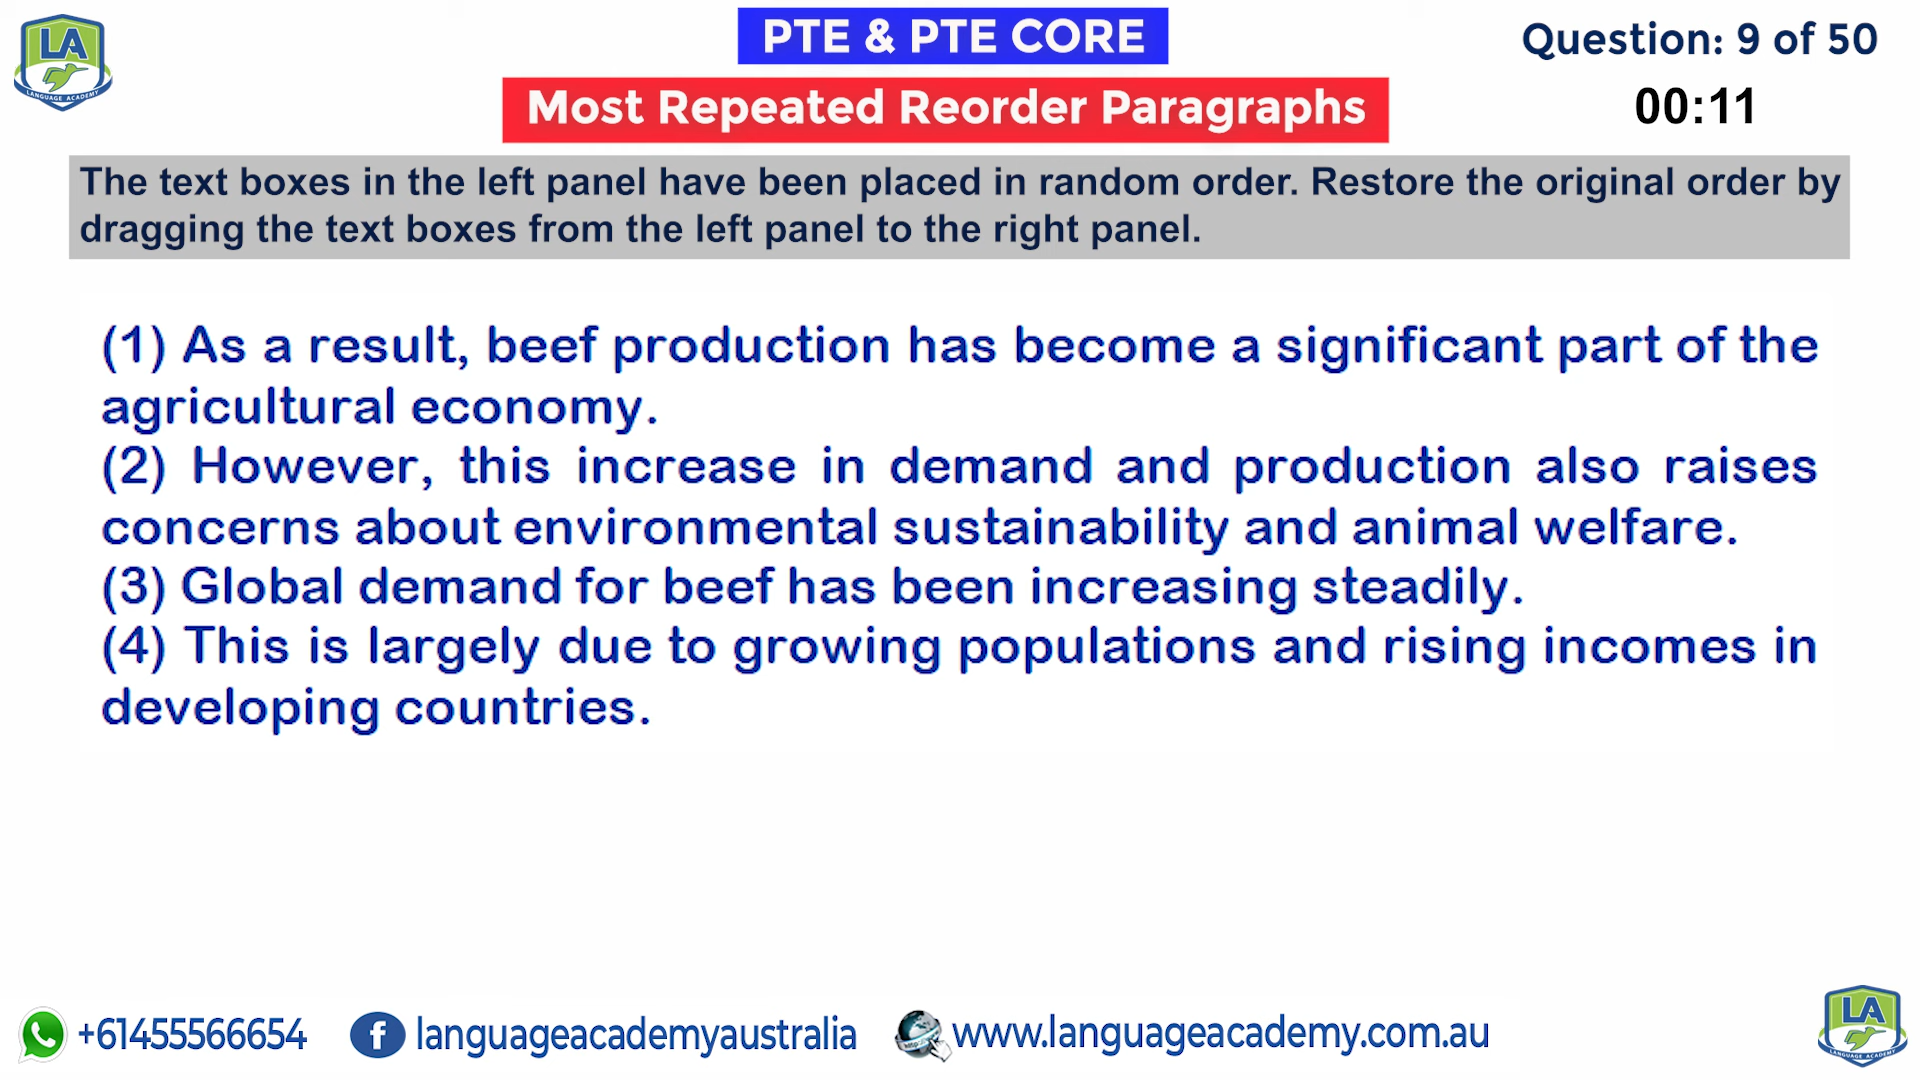 LA
LANGUAGE ACADEMY
PTE & PTE CORE
Question: 9 of 50
Most Repeated Reorder Paragraphs
00:11
The text boxes in the left panel have been placed in random order. Restore the original order by
dragging the text boxes from the left panel to the right panel.
(1) As a result, beef production has become a significant part of the
agricultural economy.
(2) However, this increase in demand and production also raises
concerns about environmental sustainability and animal welfare.
(3) Global demand for beef has been increasing steadily.
(4) This is largely due to growing populations and rising incomes in
developing countries.
+61455566654
languageacademyaustralia
www.languageacademy.com.au
LA
LANGUAGE ACADEMY